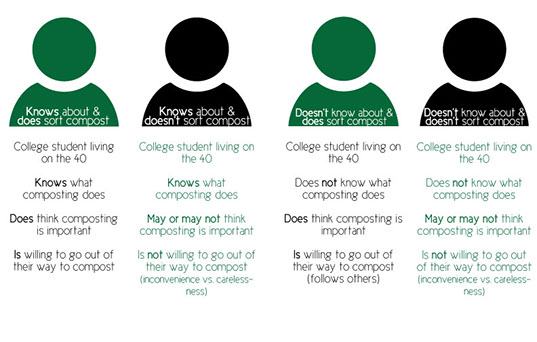 Knows about &
does sort compost
College student living
on the 40
Knows what
composting does
Does think composting
is important
Is willing to go out of
their way to compost
Knows about &
doesn't sort compost
College student living
on the 40
Knows what
composting does
May or may not think
composting is important
Is not willing to go out of
their way to compost
(inconvenience vs. careless-
ness)
Doesn't know about &
does sort compost
College student living on
the 40
Does not know what
composting does
Does think composting is
important
Is willing to go out of
their way to compost
(follows others)
Doesn't know about &
doesn't sort compost
College student living on
the 40
Does not know what
composting does
May or may not think
composting is important
Is not willing to go out
of their way to compost
(inconvenience vs. careless-
ness)